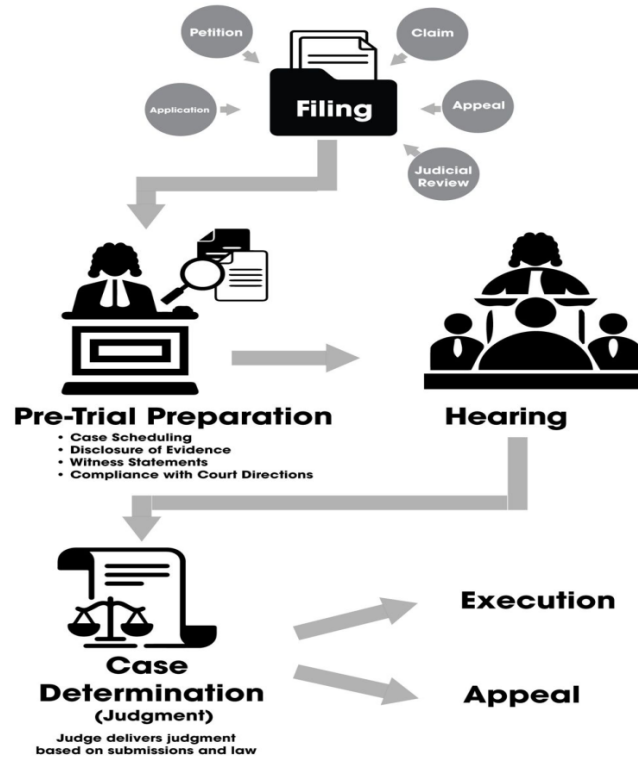 Petition
Claim
Application
Filing
Appeal
Judicial
Review
Pre-Trial Preparation
• Case Scheduling
• Disclosure of Evidence
• Witness Statements
• Compliance with Court Directions
Hearing
Case
Determination
(Judgment)
Judge delivers judgment
based on submissions and law
Execution
Appeal